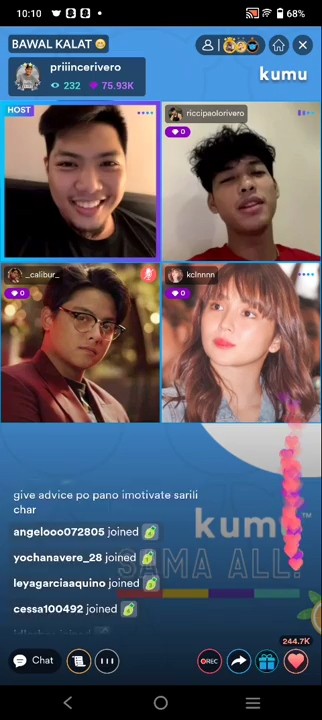 10:10
68%
BAWAL KALAT
priiincerivero
232 75.93K
kumu
HOST
riccipaolorivero
0
_calibur_
0
kclnnnn
0
give advice po pano imotivate sarili
char
angelooo072805 joined
yochanavere_28 joined
leyagarciaaquino joined
cessa100492 joined
kumu™
SAMA ALL!
244.7K
Chat
REC